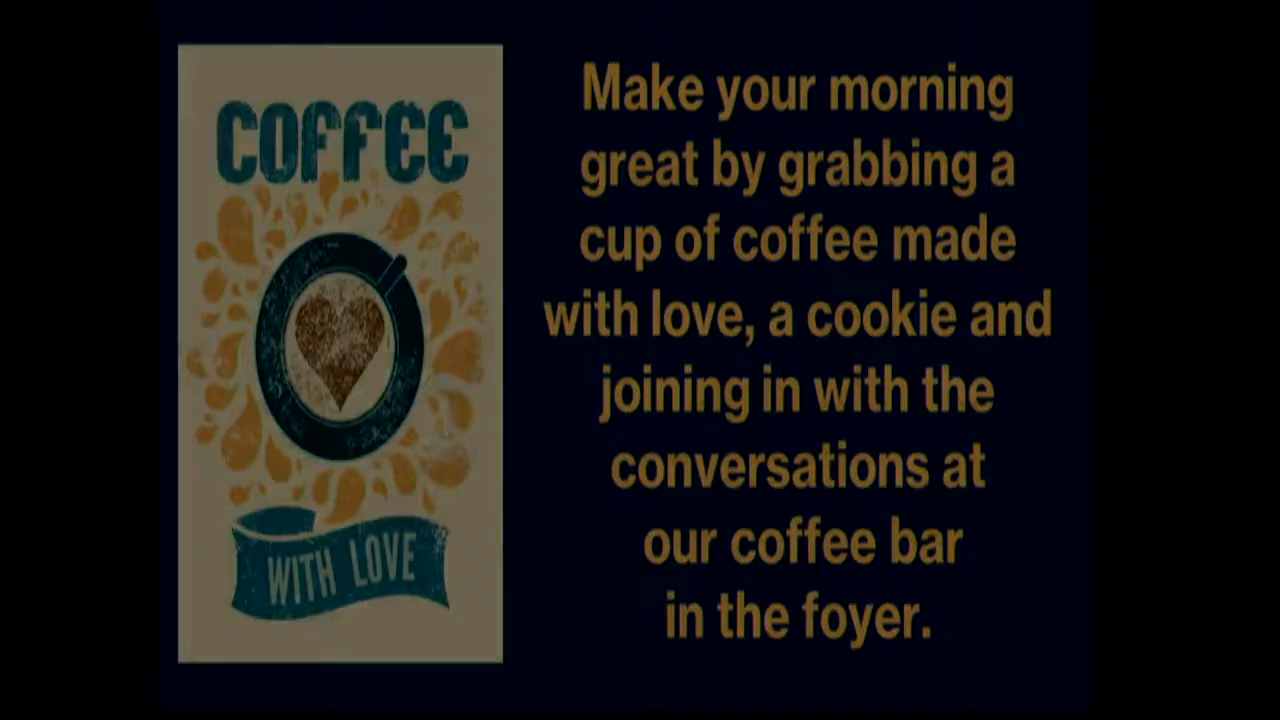 COFFEE
WITH LOVE
Make your morning
great by grabbing a
cup of coffee made
with love, a cookie and
joining in with the
conversations at
our coffee bar
in the foyer.